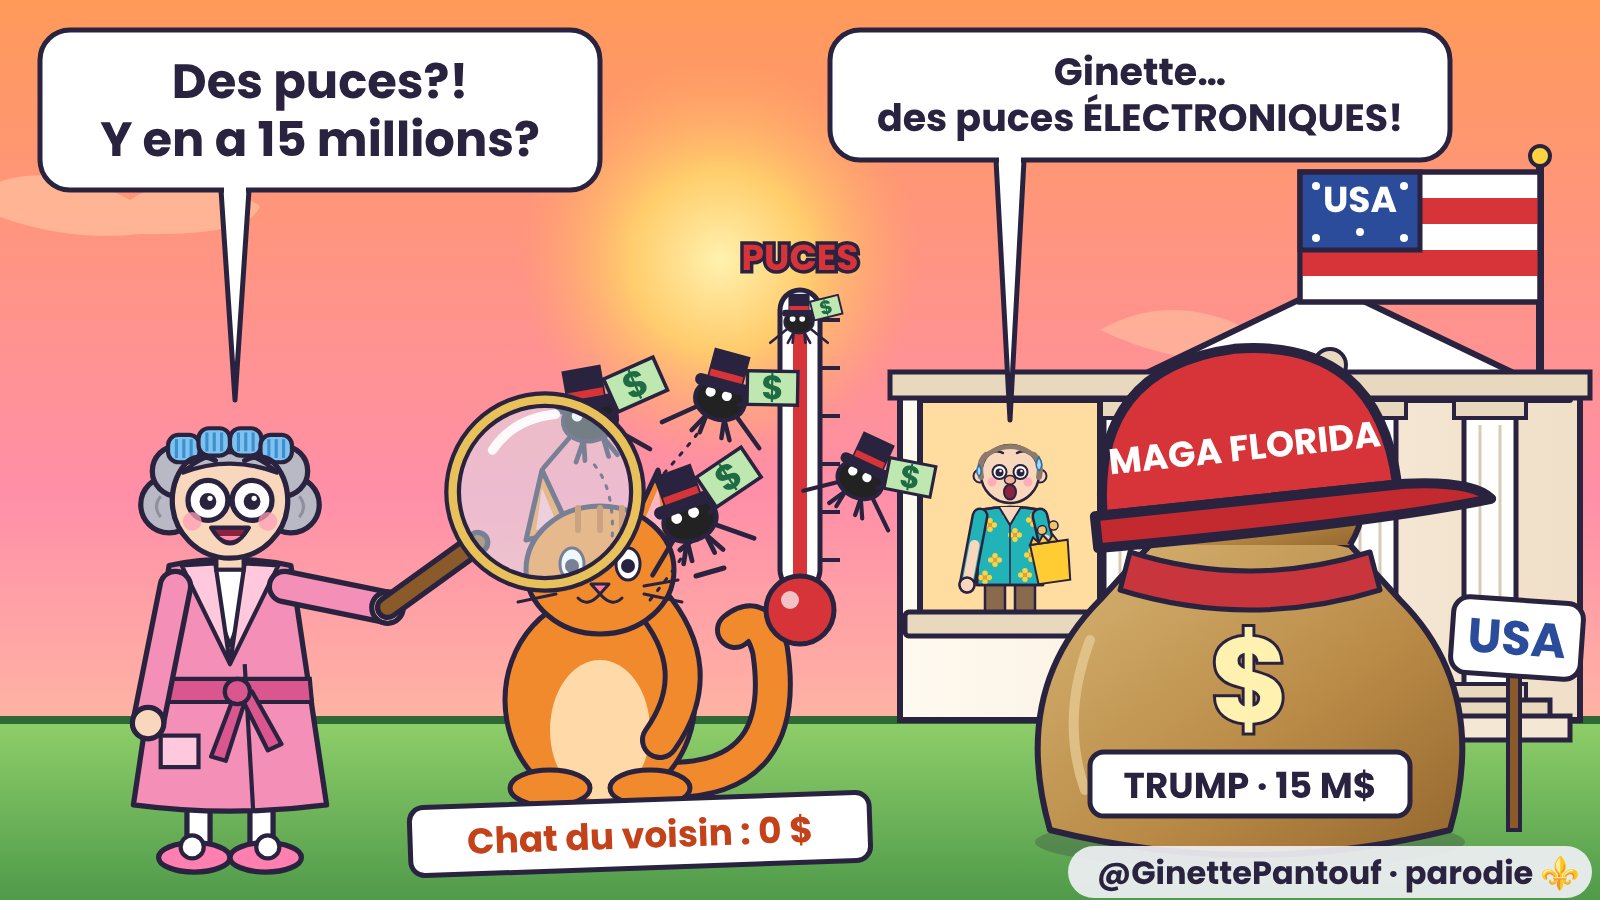 Des puces?!
Y en a 15 millions?
Ginette...
des puces ÉLECTRONIQUES!
USA
PUCES
$
$
$
$
$
MAGA FLORIDA
$
USA
TRUMP · 15 M$
Chat du voisin : 0 $
@GinettePantouf · parodie